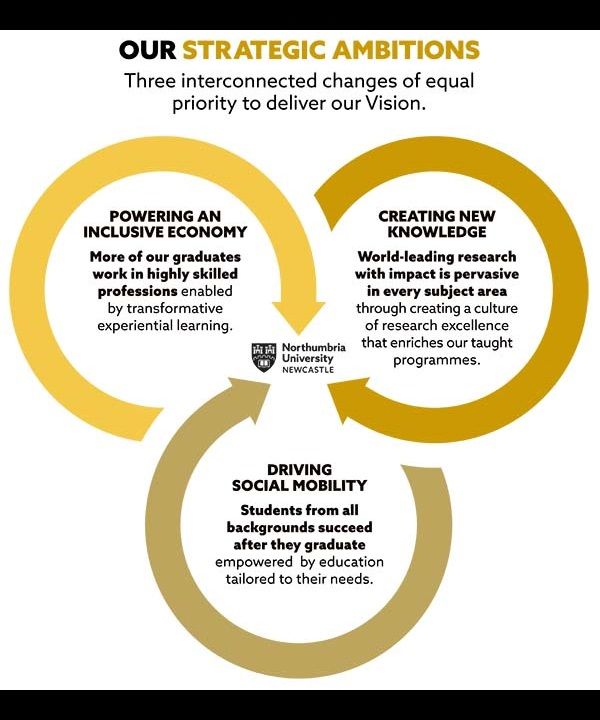 OUR STRATEGIC AMBITIONS
Three interconnected changes of equal
priority to deliver our Vision.
POWERING AN
INCLUSIVE ECONOMY
More of our graduates
work in highly skilled
professions enabled
by transformative
experiential learning.
CREATING NEW
KNOWLEDGE
World-leading research
with impact is pervasive
in every subject area
through creating a culture
of research excellence
that enriches our taught
programmes.
Northumbria
University
NEWCASTLE
DRIVING
SOCIAL MOBILITY
Students from all
backgrounds succeed
after they graduate
empowered by education
tailored to their needs.